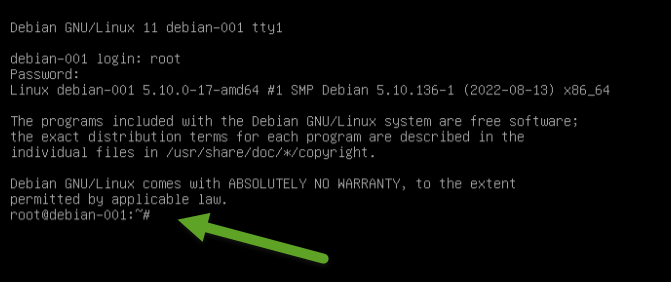 Debian GNU/Linux 11 debian-001 tty1
debian-001 login: root
Password:
Linux debian-001 5.10.0-17-amd64 #1 SMP Debian 5.10.136-1 (2022-08-13) x86_64
The programs included with the Debian GNU/Linux system are free software;
the exact distribution terms for each program are described in the
individual files in /usr/share/doc/*/copyright.
Debian GNU/Linux comes with ABSOLUTELY NO WARRANTY, to the extent
permitted by applicable law.
root@debian-001:~#